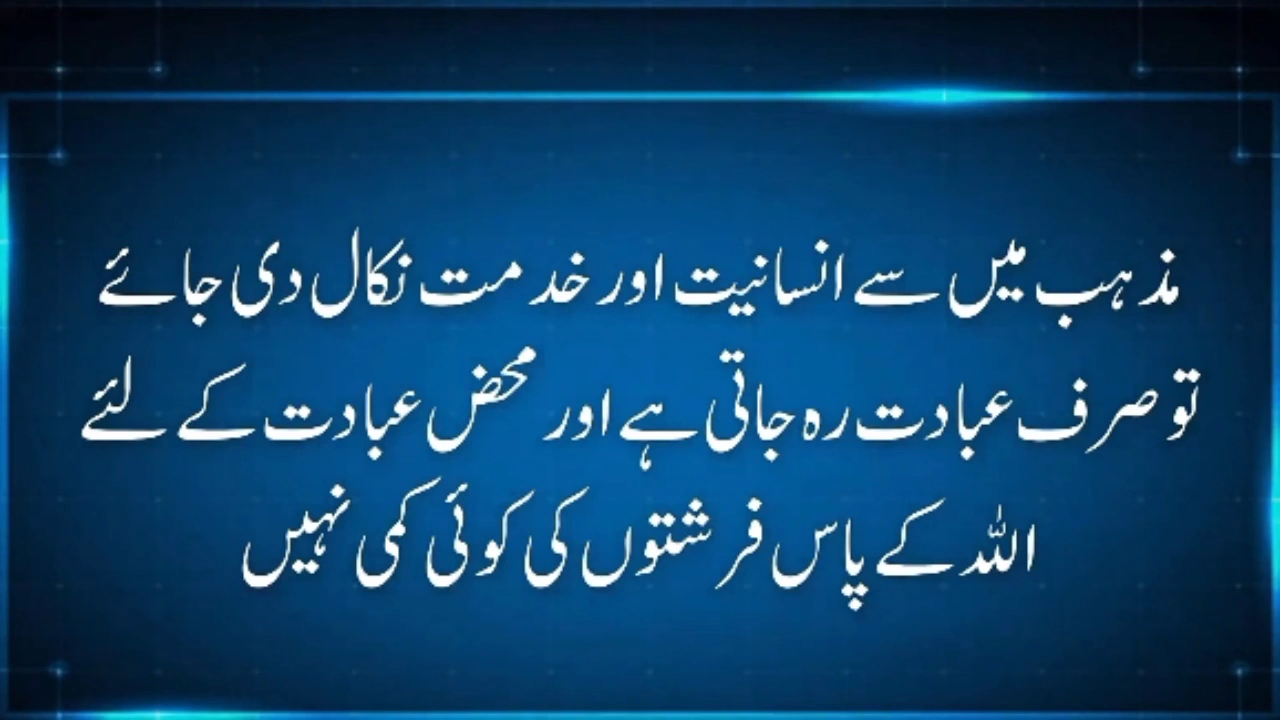 مذہب میں سے انسانیت اور خدمت نکال دی جائے
تو صرف عبادت رہ جاتی ہے اور محض عبادت کے لئے
اللہ کے پاس فرشتوں کی کوئی کمی نہیں